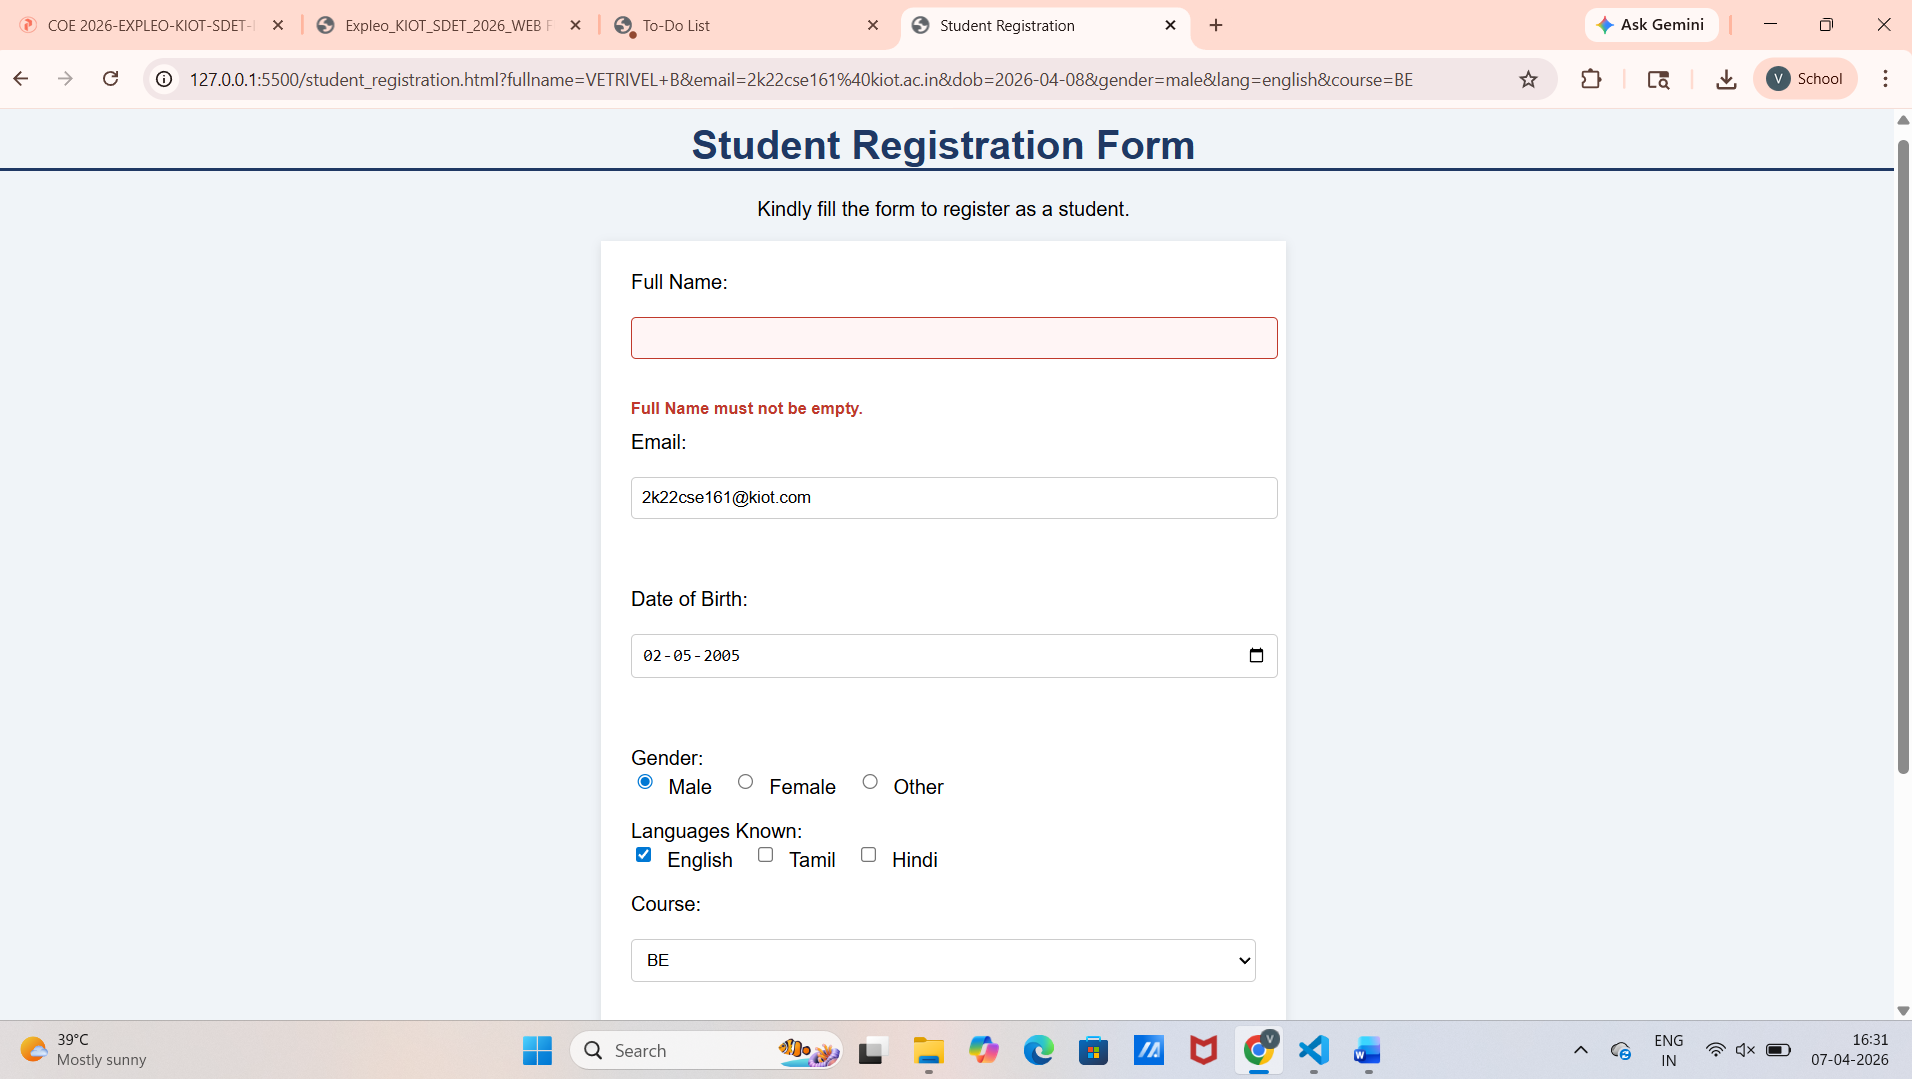 COE 2026-EXPLEO-KIOT-SDET-
Expleo_KIOT_SDET_2026_WEB F
To-Do List
Student Registration
Ask Gemini
127.0.0.1:5500/student_registration.html?fullname=VETRIVEL+B&email=2k22cse161%40kiot.ac.in&dob=2026-04-08&gender=male&lang=english&course=BE
V School
Student Registration Form
Kindly fill the form to register as a student.
Full Name:
Full Name must not be empty.
Email:
2k22cse161@kiot.com
Date of Birth:
02-05-2005
Gender:
Male Female Other
Languages Known:
English Tamil Hindi
Course:
BE
39°C
Mostly sunny
Search
V
W
ENG
IN
16:31
07-04-2026